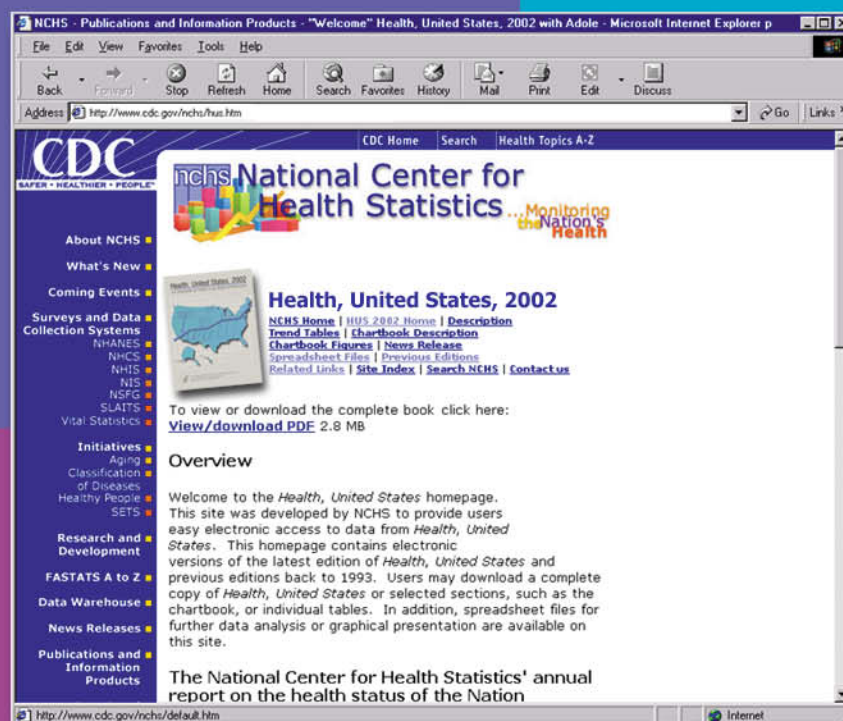 NCHS - Publications and Information Products - "Welcome" Health, United States, 2002 with Adole - Microsoft Internet Explorer p
File Edit View Favorites Tools Help
Back Forward Stop Refresh Home Search Favorites History Mail Print Edit Discuss
Address http://www.cdc.gov/nchs/hus.htm Go Links
CDC Home Search Health Topics A-Z
CDC
SAFER • HEALTHIER • PEOPLE™
nchs National Center for
Health Statistics ...Monitoring
the Nation's
Health
About NCHS
What's New
Coming Events
Surveys and Data
Collection Systems
NHANES
NHCS
NHIS
NIS
NSFG
SLAITS
Vital Statistics
Initiatives
Aging
Classification
of Diseases
Healthy People
SETS
Research and
Development
FASTATS A to Z
Data Warehouse
News Releases
Publications and
Information
Products
Health, United States, 2002
Health, United States, 2002
NCHS Home | HUS 2002 Home | Description
Trend Tables | Chartbook Description
Chartbook Figures | News Release
Spreadsheet Files | Previous Editions
Related Links | Site Index | Search NCHS | Contact us
To view or download the complete book click here:
View/download PDF 2.8 MB
Overview
Welcome to the Health, United States homepage.
This site was developed by NCHS to provide users
easy electronic access to data from Health, United
States. This homepage contains electronic
versions of the latest edition of Health, United States and
previous editions back to 1993. Users may download a complete
copy of Health, United States or selected sections, such as the
chartbook, or individual tables. In addition, spreadsheet files for
further data analysis or graphical presentation are available on
this site.
The National Center for Health Statistics' annual
report on the health status of the Nation
http://www.cdc.gov/nchs/default.htm Internet